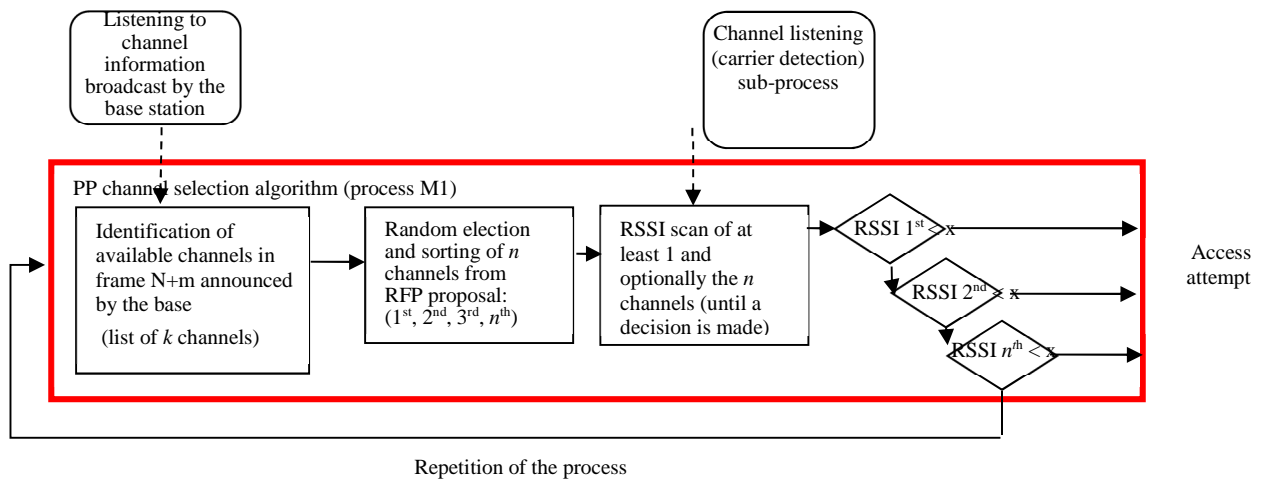 Listening to
channel
information
broadcast by the
base station
Channel listening
(carrier detection)
sub-process
PP channel selection algorithm (process M1)
Identification of
available channels in
frame N+m announced
by the base
(list of k channels)
Random election
and sorting of n
channels from
RFP proposal:
(1st, 2nd, 3rd, nth)
RSSI scan of at
least 1 and
optionally the n
channels (until a
decision is made)
RSSI 1st < x
RSSI 2nd < x
RSSI nth < x
Access
attempt
Repetition of the process